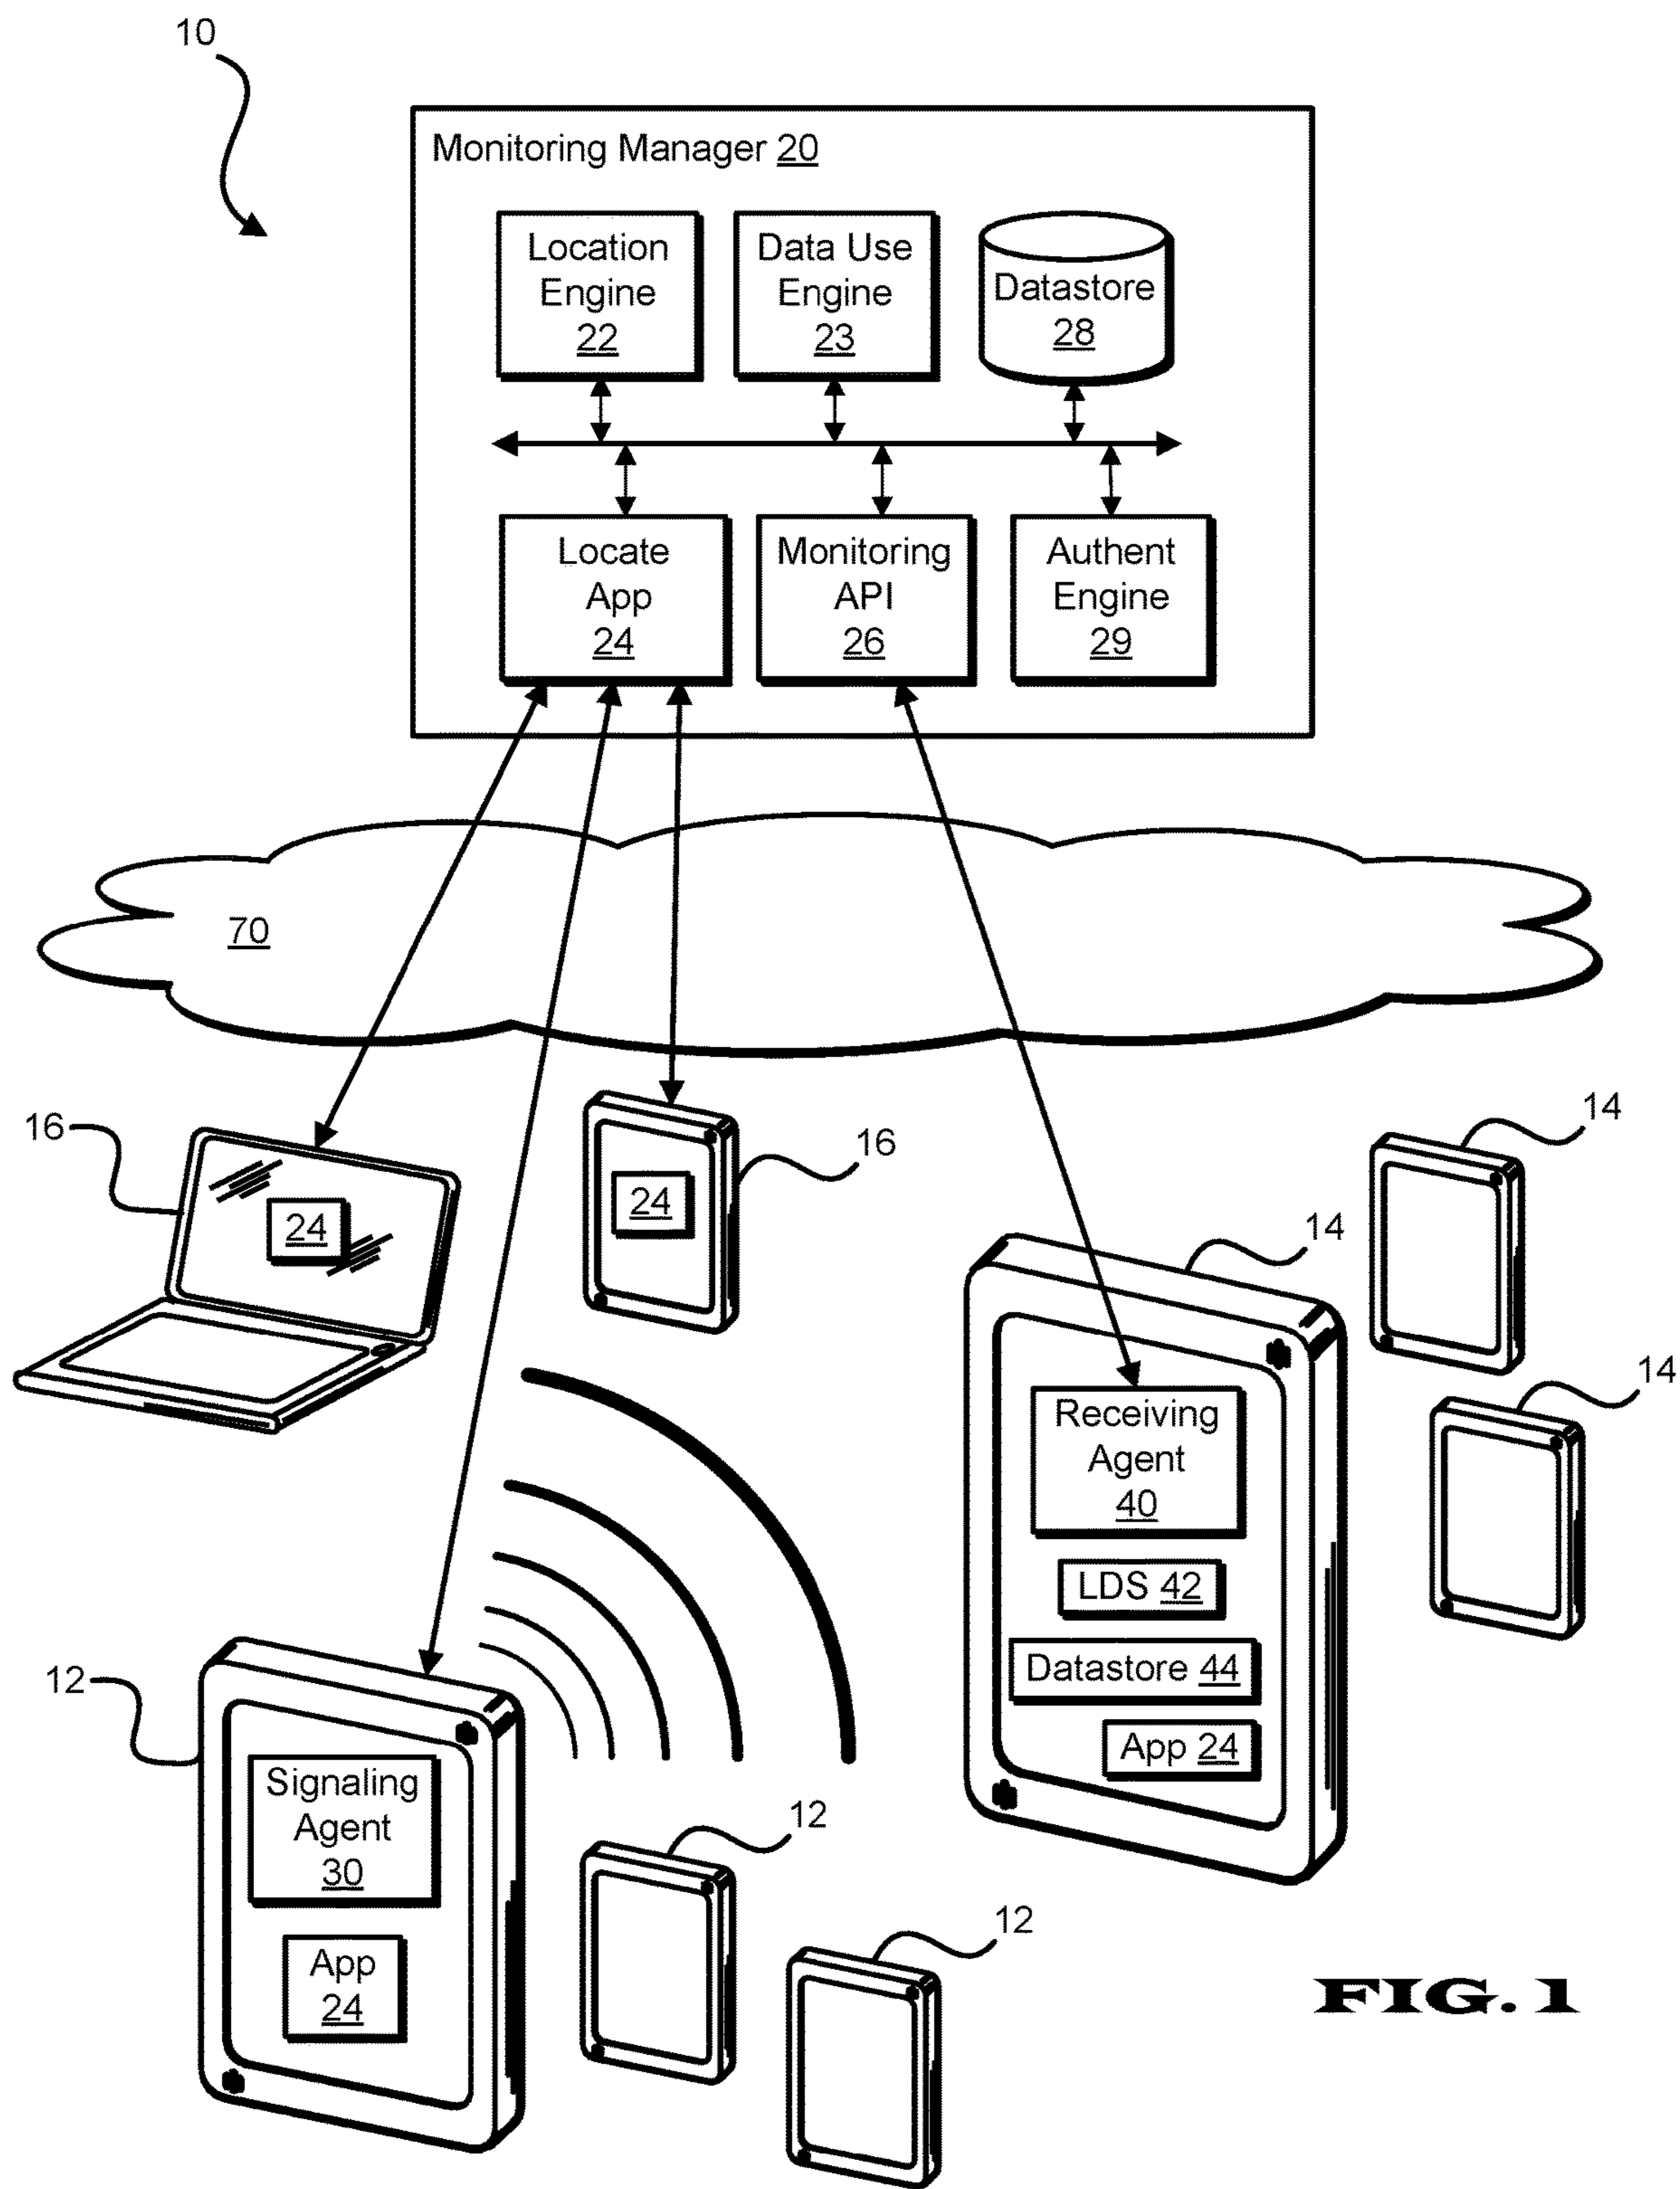 10
Monitoring Manager 20
Location
Engine
22
Data Use
Engine
23
Datastore
28
Locate
App
24
Monitoring
API
26
Authent
Engine
29
70
16
24
24
16
14
14
14
Receiving
Agent
40
LDS 42
Datastore 44
App 24
12
Signaling
Agent
30
App
24
12
12
FIG. 1